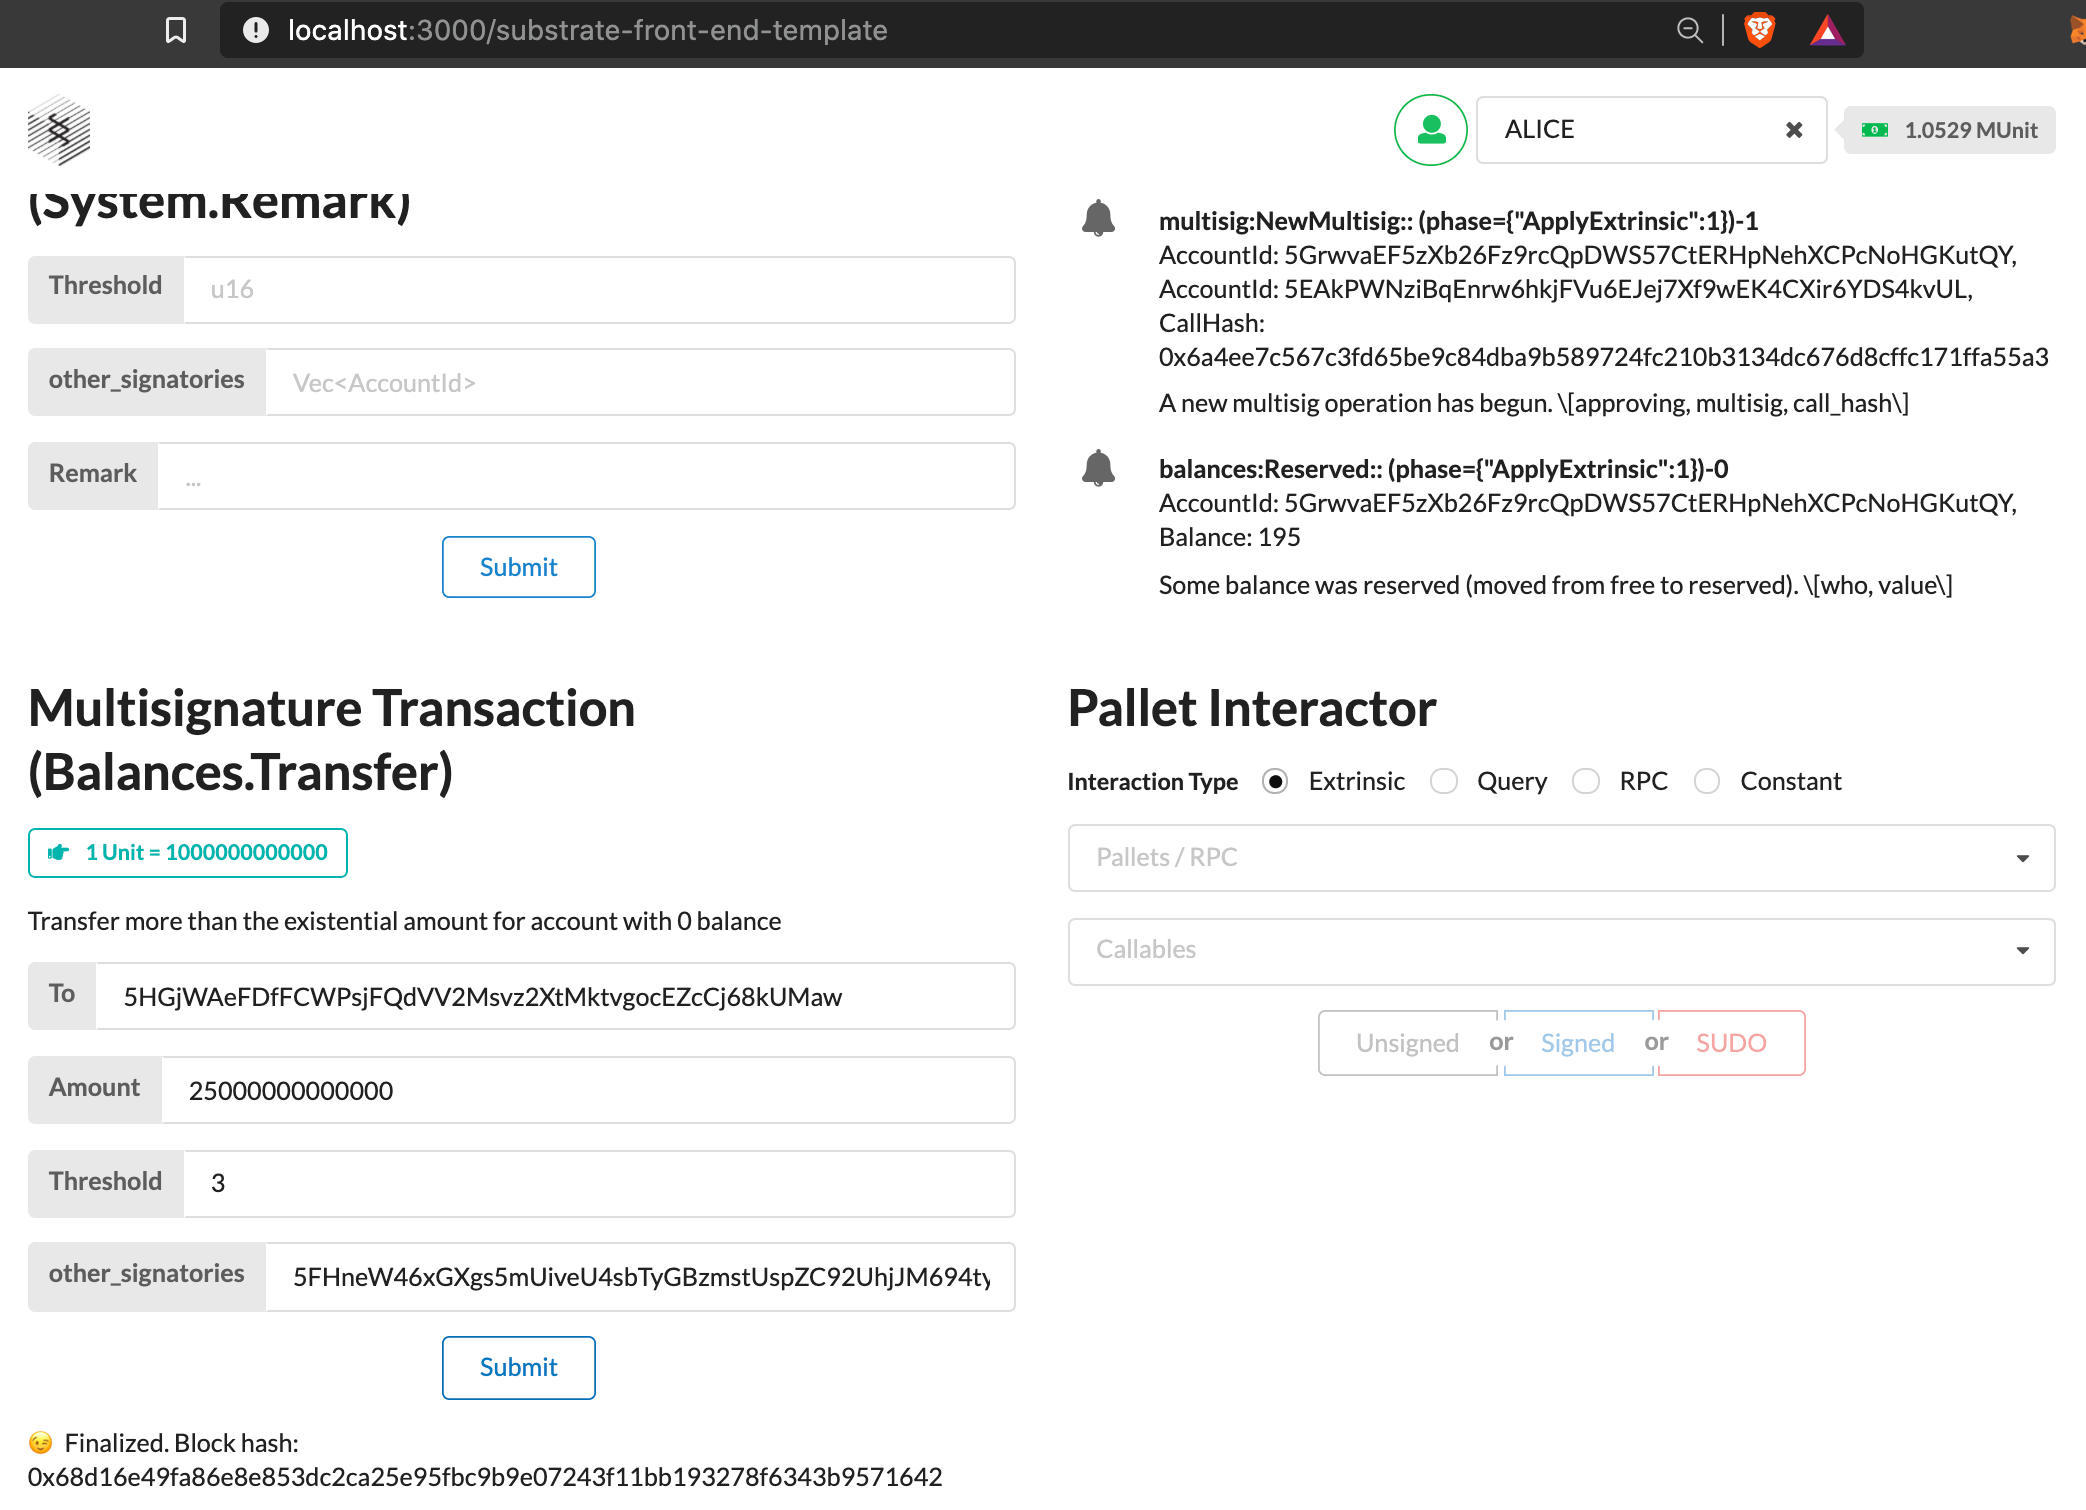 localhost:3000/substrate-front-end-template
ALICE
1.0529 MUnit
(System.Remark)
Threshold
u16
other_signatories
Vec<AccountId>
Remark
...
Submit
multisig:NewMultisig:: (phase={"ApplyExtrinsic":1})-1
AccountId: 5GrwvaEF5zXb26Fz9rcQpDWS57CtERHpNehXCPcNoHGKutQY,
AccountId: 5EAkPWNziBqEnrw6hkjFVu6EJej7Xf9wEK4CXir6YDS4kvUL,
CallHash:
0x6a4ee7c567c3fd65be9c84dba9b589724fc210b3134dc676d8cffc171ffa55a3
A new multisig operation has begun. \[approving, multisig, call_hash\]
balances:Reserved:: (phase={"ApplyExtrinsic":1})-0
AccountId: 5GrwvaEF5zXb26Fz9rcQpDWS57CtERHpNehXCPcNoHGKutQY,
Balance: 195
Some balance was reserved (moved from free to reserved). \[who, value\]
Multisignature Transaction
(Balances.Transfer)
1 Unit = 1000000000000
Transfer more than the existential amount for account with 0 balance
To
5HGjWAeFDfFCWPsjFQdVV2Msvz2XtMktvgocEZcCj68kUMaw
Amount
25000000000000
Threshold
3
other_signatories
5FHneW46xGXgs5mUiveU4sbTyGBzmstUspZC92UhjJM694ty
Submit
😉 Finalized. Block hash:
0x68d16e49fa86e8e853dc2ca25e95fbc9b9e07243f11bb193278f6343b9571642
Pallet Interactor
Interaction Type Extrinsic Query RPC Constant
Pallets / RPC
Callables
Unsigned or Signed or SUDO